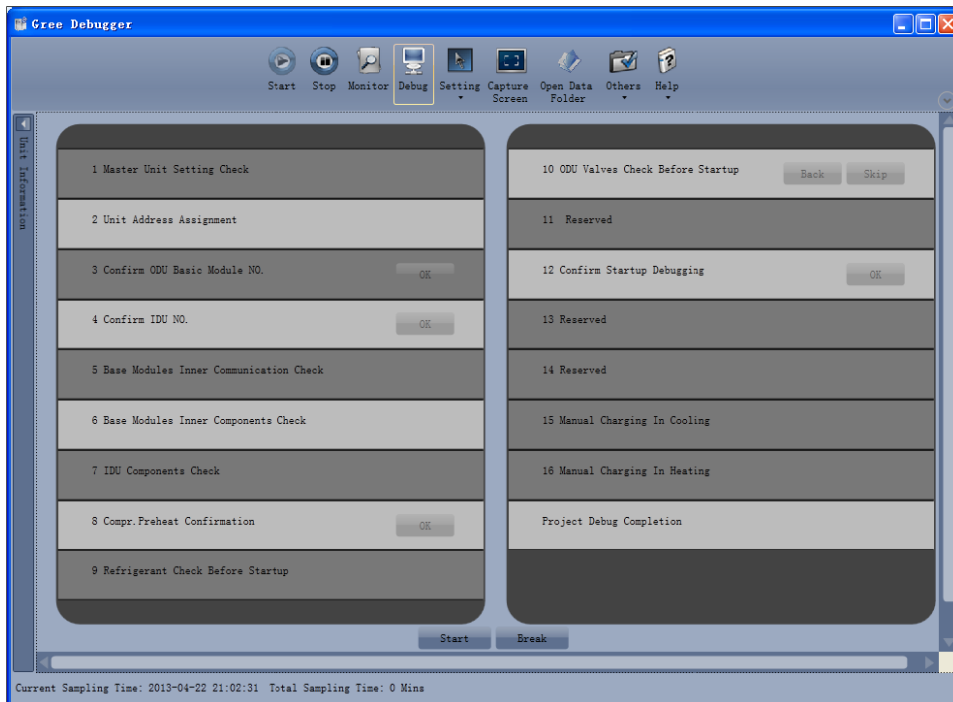 Gree Debugger
Start Stop Monitor Debug Setting Capture Screen Open Data Folder Others Help
Unit Information
1 Master Unit Setting Check
2 Unit Address Assignment
3 Confirm ODU Basic Module NO. OK
4 Confirm IDU NO. OK
5 Base Modules Inner Communication Check
6 Base Modules Inner Components Check
7 IDU Components Check
8 Compr.Preheat Confirmation OK
9 Refrigerant Check Before Startup
10 ODU Valves Check Before Startup Back Skip
11 Reserved
12 Confirm Startup Debugging OK
13 Reserved
14 Reserved
15 Manual Charging In Cooling
16 Manual Charging In Heating
Project Debug Completion
Start Break
Current Sampling Time: 2013-04-22 21:02:31 Total Sampling Time: 0 Mins